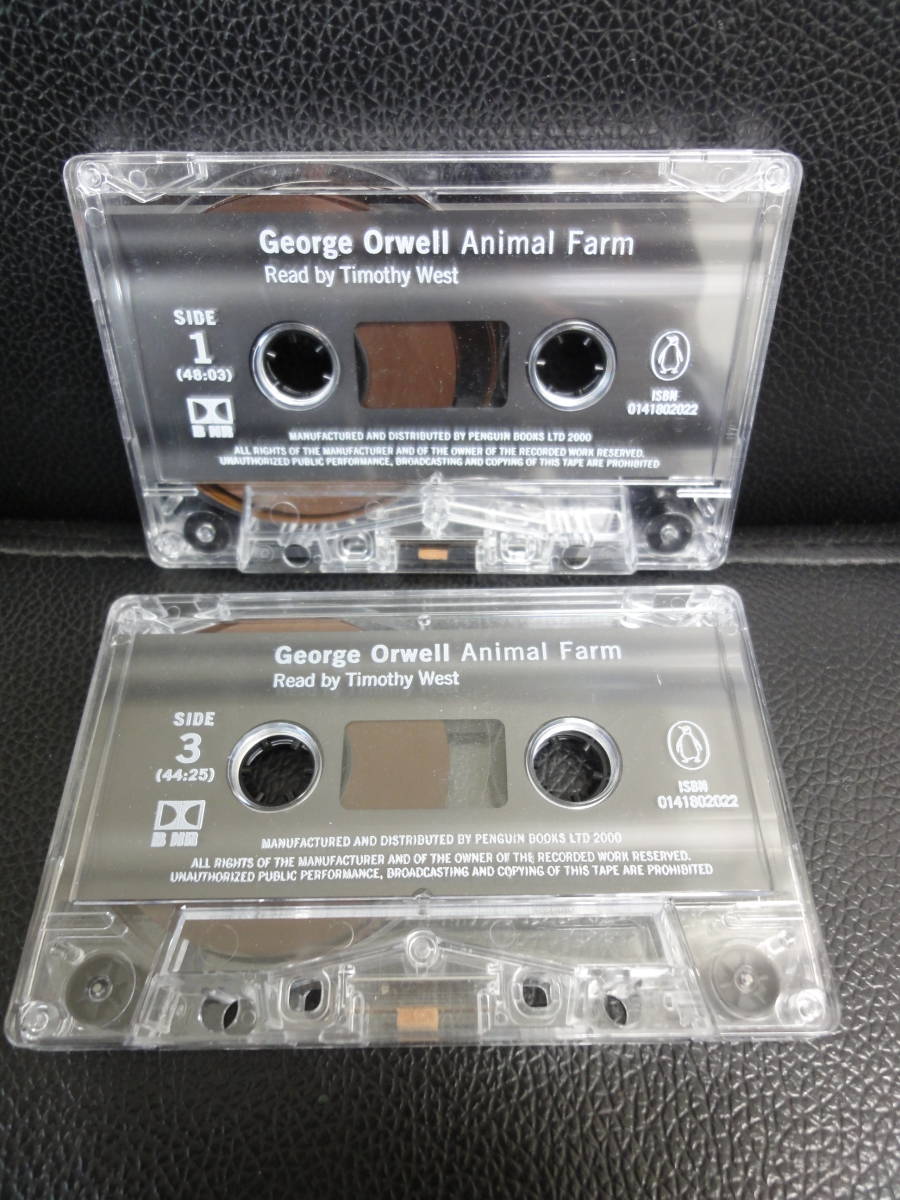 George Orwell Animal Farm
Read by Timothy West
SIDE
1
(48:03)
B NR
ISBN
0141802022
MANUFACTURED AND DISTRIBUTED BY PENGUIN BOOKS LTD 2000
ALL RIGHTS OF THE MANUFACTURER AND OF THE OWNER OF THE RECORDED WORK RESERVED.
UNAUTHORIZED PUBLIC PERFORMANCE, BROADCASTING AND COPYING OF THIS TAPE ARE PROHIBITED
George Orwell Animal Farm
Read by Timothy West
SIDE
3
(44:25)
B NR
ISBN
0141802022
MANUFACTURED AND DISTRIBUTED BY PENGUIN BOOKS LTD 2000
ALL RIGHTS OF THE MANUFACTURER AND OF THE OWNER OF THE RECORDED WORK RESERVED.
UNAUTHORIZED PUBLIC PERFORMANCE, BROADCASTING AND COPYING OF THIS TAPE ARE PROHIBITED